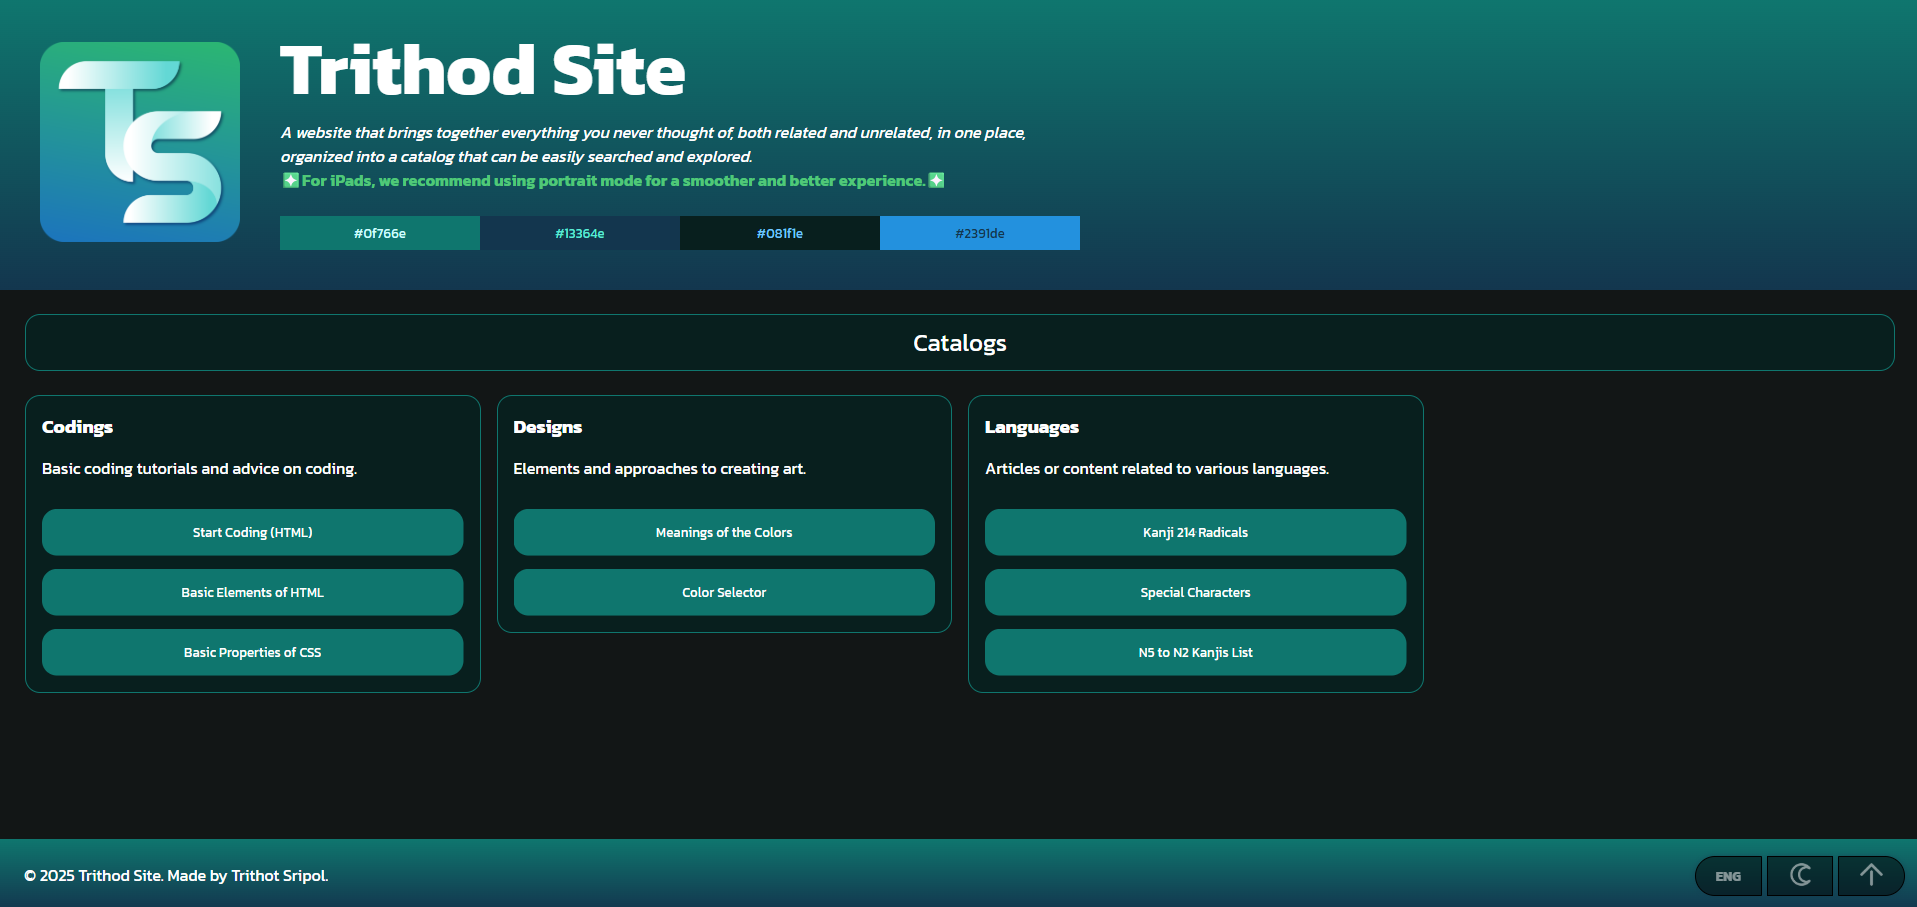 TS
Trithod Site
A website that brings together everything you never thought of, both related and unrelated, in one place,
organized into a catalog that can be easily searched and explored.
For iPads, we recommend using portrait mode for a smoother and better experience.
#0f766e
#13364e
#081f1e
#2391de
Catalogs
Codings
Basic coding tutorials and advice on coding.
Start Coding (HTML)
Basic Elements of HTML
Basic Properties of CSS
Designs
Elements and approaches to creating art.
Meanings of the Colors
Color Selector
Languages
Articles or content related to various languages.
Kanji 214 Radicals
Special Characters
N5 to N2 Kanjis List
© 2025 Trithod Site. Made by Trithot Sripol.
ENG